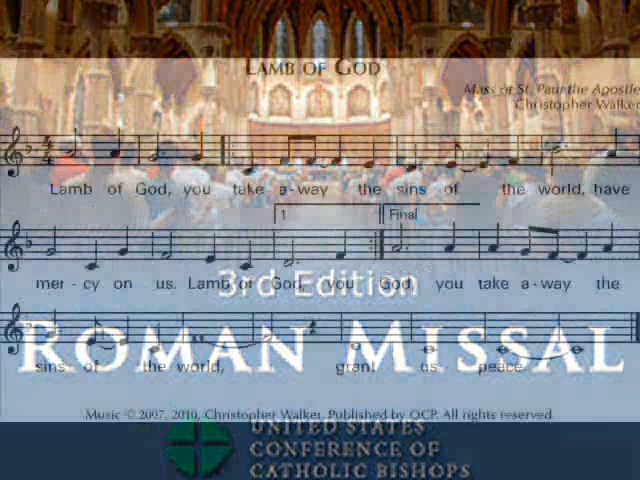 LAMB OF GOD
Mass of St. Paul the Apostle
Christopher Walker
Lamb of God, you take a-way the sins of the world, have
1 Final
mer - cy on us. Lamb of God, you God, you take a - way the
3rd Edition
ROMAN MISSAL
sins of the world, grant us peace.
Music © 2007, 2010, Christopher Walker. Published by OCP. All rights reserved.
UNITED STATES
CONFERENCE OF
CATHOLIC BISHOPS